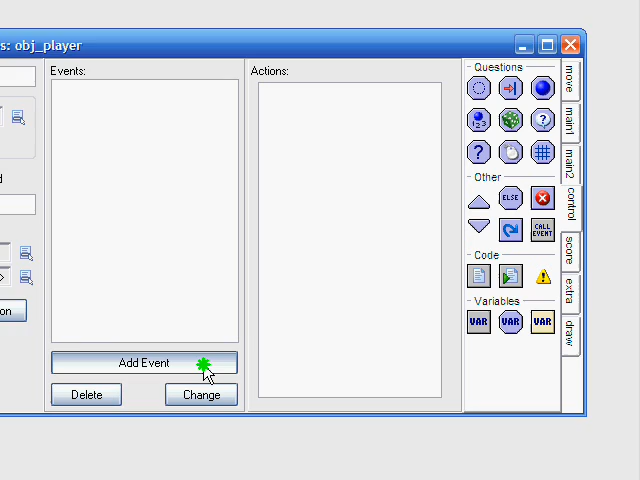 s: obj_player
Events:
Actions:
Questions
123
?
?
Other
ELSE
CALL
EVENT
Code
Variables
VAR
VAR
VAR
move
main1
main2
control
score
extra
draw
d
on
Add Event
Delete
Change